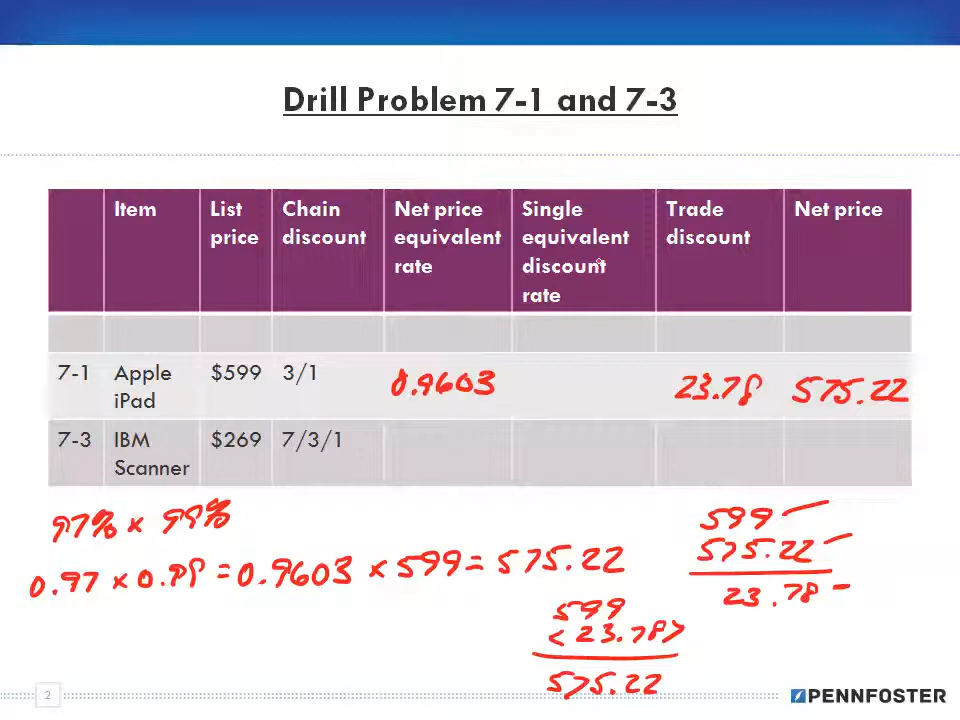 Drill Problem 7-1 and 7-3
Item List price Chain discount Net price equivalent rate Single equivalent discount rate Trade discount Net price
7-1 Apple iPad $599 3/1 0.9603 23.78 575.22
7-3 IBM Scanner $269 7/3/1
97% x 99%
0.97 x 0.99 = 0.9603 x 599 = 575.22
599
<23.78>
575.22
599
575.22
23.78
2
PENNFOSTER